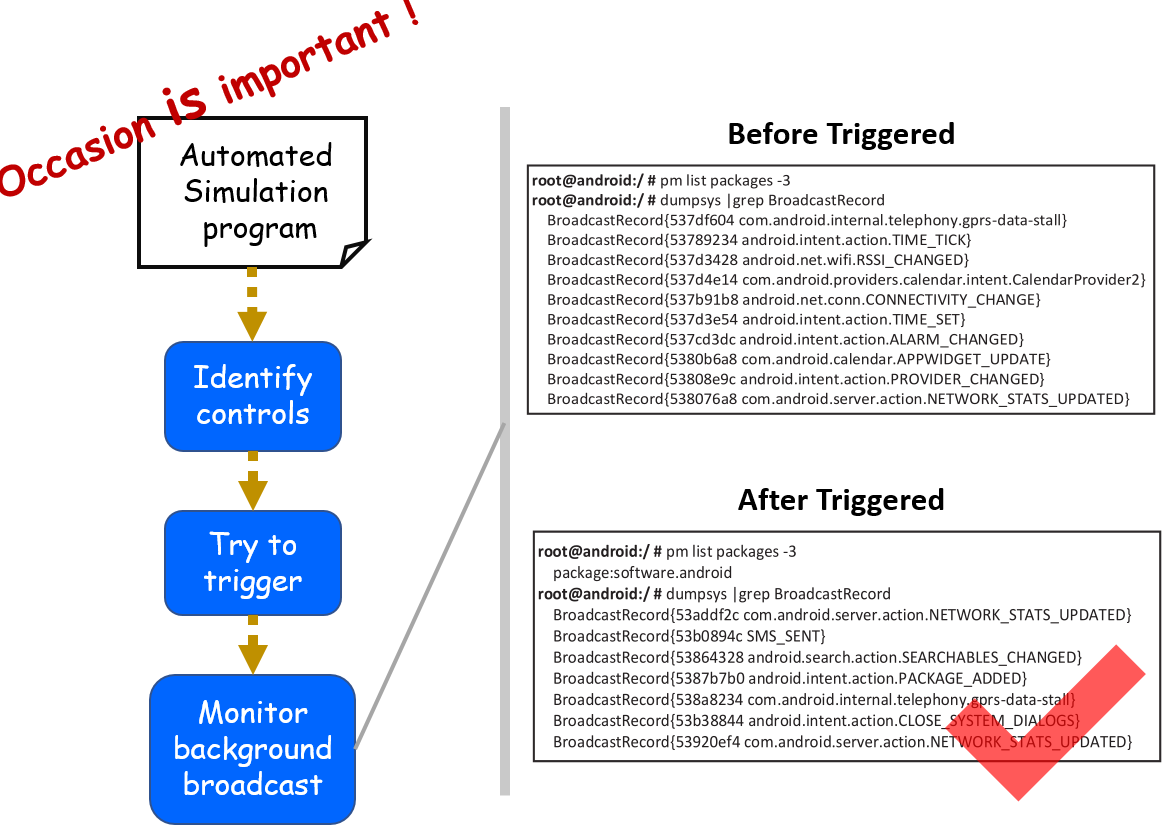 Occasion is important !
Automated
Simulation
program
Identify
controls
Try to
trigger
Monitor
background
broadcast
Before Triggered
root@android:/ # pm list packages -3
root@android:/ # dumpsys |grep BroadcastRecord
BroadcastRecord{537df604 com.android.internal.telephony.gprs-data-stall}
BroadcastRecord{53789234 android.intent.action.TIME_TICK}
BroadcastRecord{537d3428 android.net.wifi.RSSI_CHANGED}
BroadcastRecord{537d4e14 com.android.providers.calendar.intent.CalendarProvider2}
BroadcastRecord{537b91b8 android.net.conn.CONNECTIVITY_CHANGE}
BroadcastRecord{537d3e54 android.intent.action.TIME_SET}
BroadcastRecord{537cd3dc android.intent.action.ALARM_CHANGED}
BroadcastRecord{5380b6a8 com.android.calendar.APPWIDGET_UPDATE}
BroadcastRecord{53808e9c android.intent.action.PROVIDER_CHANGED}
BroadcastRecord{538076a8 com.android.server.action.NETWORK_STATS_UPDATED}
After Triggered
root@android:/ # pm list packages -3
package:software.android
root@android:/ # dumpsys |grep BroadcastRecord
BroadcastRecord{53addf2c com.android.server.action.NETWORK_STATS_UPDATED}
BroadcastRecord{53b0894c SMS_SENT}
BroadcastRecord{53864328 android.search.action.SEARCHABLES_CHANGED}
BroadcastRecord{5387b7b0 android.intent.action.PACKAGE_ADDED}
BroadcastRecord{538a8234 com.android.internal.telephony.gprs-data-stall}
BroadcastRecord{53b38844 android.intent.action.CLOSE_SYSTEM_DIALOGS}
BroadcastRecord{53920ef4 com.android.server.action.NETWORK_STATS_UPDATED}